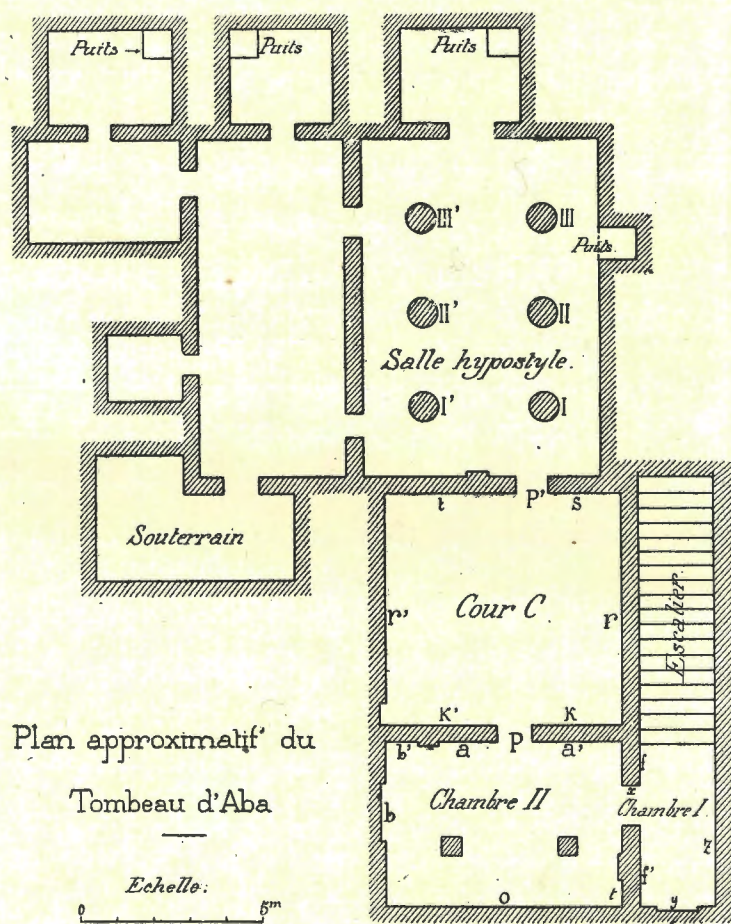 Puits
Puits
Puits
III'
III
Puits.
II'
II
Salle hypostyle.
I'
I
t
P'
s
Souterrain
Cour C
r'
r
Escalier.
K'
K
P
b'
a
a'
f
x
Chambre II
Chambre I
b
z
t
f'
o
y
Plan approximatif du
Tombeau d'Aba
Echelle:
0
5m